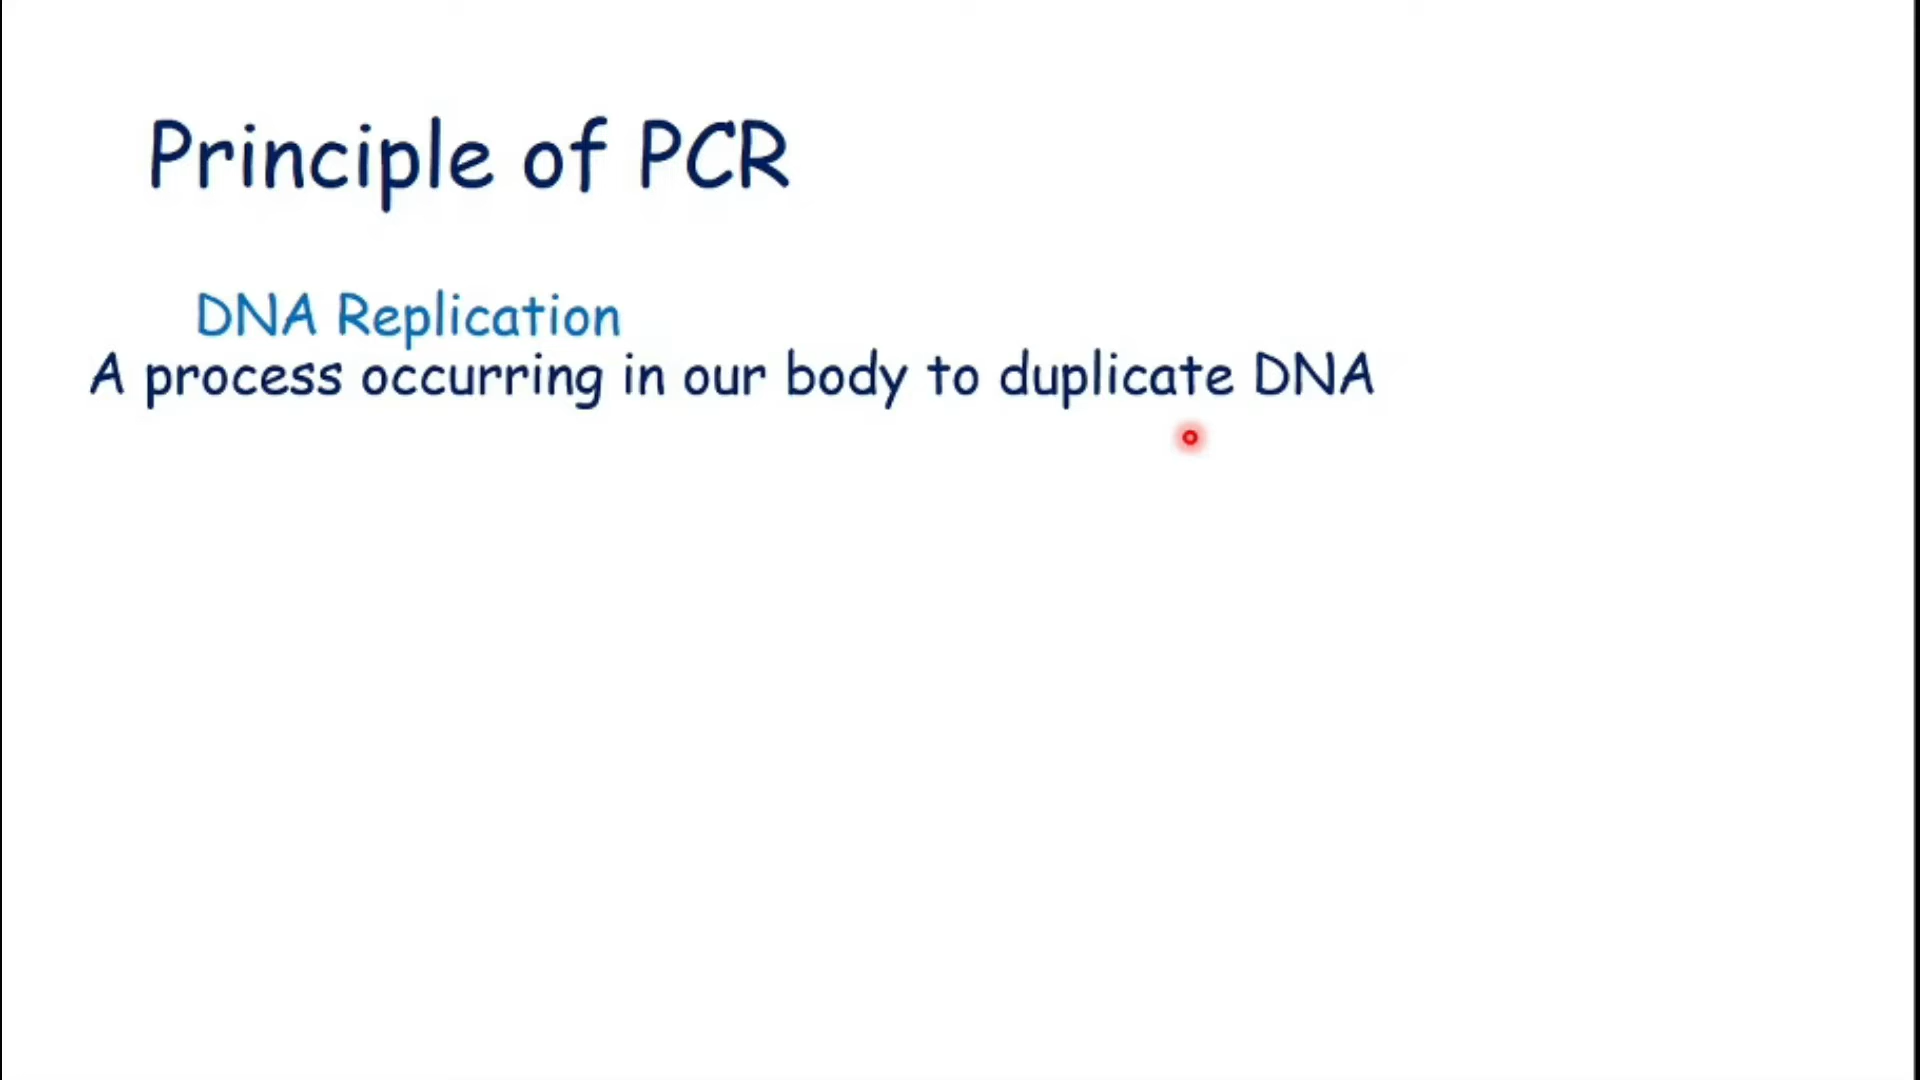 Principle of PCR
DNA Replication
A process occurring in our body to duplicate DNA